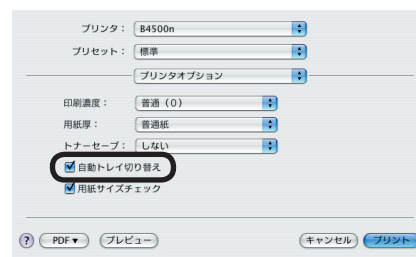 プリンタ： B4500n
プリセット： 標準
プリンタオプション
印刷濃度： 普通（0）
用紙厚： 普通紙
トナーセーブ： しない
自動トレイ切り替え
用紙サイズチェック
? PDF▼ プレビュー キャンセル プリント